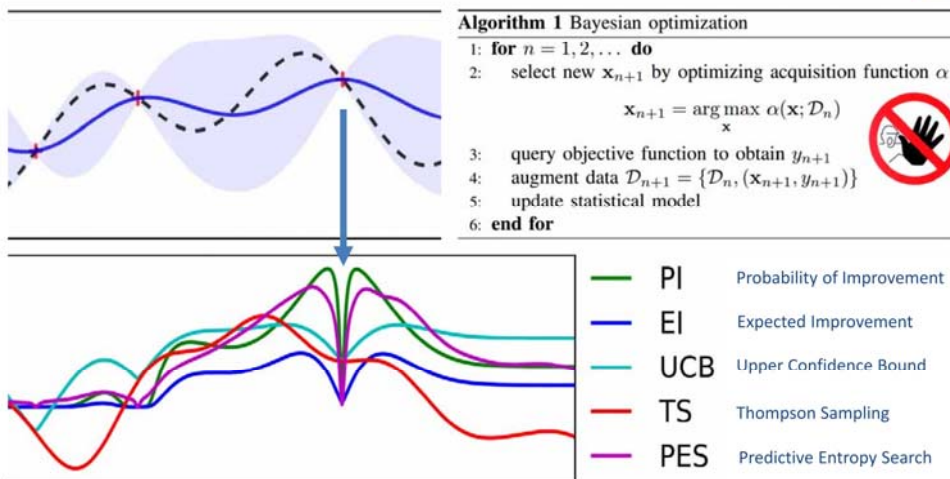 Algorithm 1 Bayesian optimization
1: for n = 1, 2, . . . do
2: select new x_{n+1} by optimizing acquisition function α
x_{n+1} = arg max_x α(x; D_n)
3: query objective function to obtain y_{n+1}
4: augment data D_{n+1} = {D_n, (x_{n+1}, y_{n+1})}
5: update statistical model
6: end for
PI Probability of Improvement
EI Expected Improvement
UCB Upper Confidence Bound
TS Thompson Sampling
PES Predictive Entropy Search